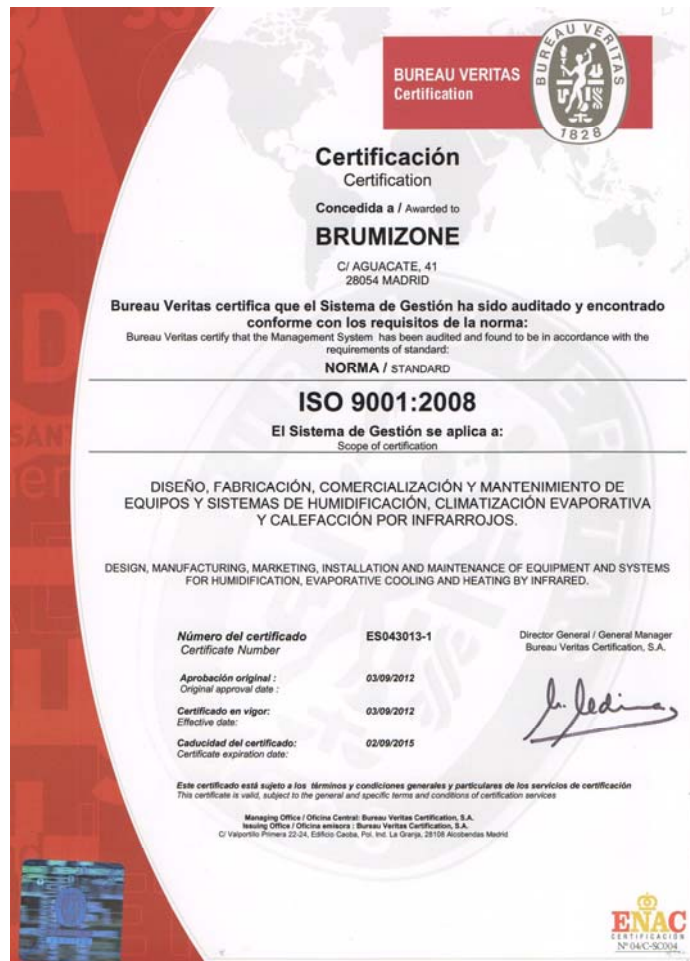 BUREAU VERITAS
Certification
BUREAU VERITAS
1828
Certificación
Certification
Concedida a / Awarded to
BRUMIZONE
C/ AGUACATE, 41
28054 MADRID
Bureau Veritas certifica que el Sistema de Gestión ha sido auditado y encontrado
conforme con los requisitos de la norma:
Bureau Veritas certify that the Management System has been audited and found to be in accordance with the
requirements of standard:
NORMA / STANDARD
ISO 9001:2008
El Sistema de Gestión se aplica a:
Scope of certification
DISEÑO, FABRICACIÓN, COMERCIALIZACIÓN Y MANTENIMIENTO DE
EQUIPOS Y SISTEMAS DE HUMIDIFICACIÓN, CLIMATIZACIÓN EVAPORATIVA
Y CALEFACCIÓN POR INFRARROJOS.
DESIGN, MANUFACTURING, MARKETING, INSTALLATION AND MAINTENANCE OF EQUIPMENT AND SYSTEMS
FOR HUMIDIFICATION, EVAPORATIVE COOLING AND HEATING BY INFRARED.
Número del certificado
Certificate Number
ES043013-1
Director General / General Manager
Bureau Veritas Certification, S.A.
Aprobación original :
Original approval date :
03/09/2012
Certificado en vigor:
Effective date:
03/09/2012
Caducidad del certificado:
Certificate expiration date:
02/09/2015
Este certificado está sujeto a los términos y condiciones generales y particulares de los servicios de certificación
This certificate is valid, subject to the general and specific terms and conditions of certification services
Managing Office / Oficina Central: Bureau Veritas Certification, S.A.
Issuing Office / Oficina emisora : Bureau Veritas Certification, S.A.
C/ Valportillo Primera 22-24, Edificio Caoba, Pol. Ind. La Granja, 28108 Alcobendas Madrid
ENAC
CERTIFICACIÓN
Nº 04/C-SC004